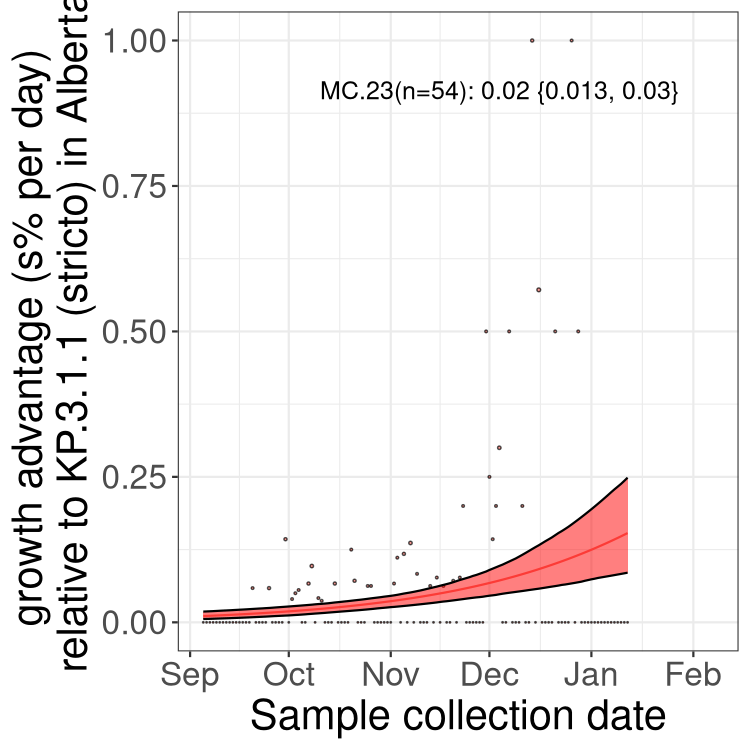 growth advantage (s% per day)
relative to KP.3.1.1 (stricto) in Alberta
1.00
0.75
0.50
0.25
0.00
MC.23(n=54): 0.02 {0.013, 0.03}
Sep Oct Nov Dec Jan Feb
Sample collection date